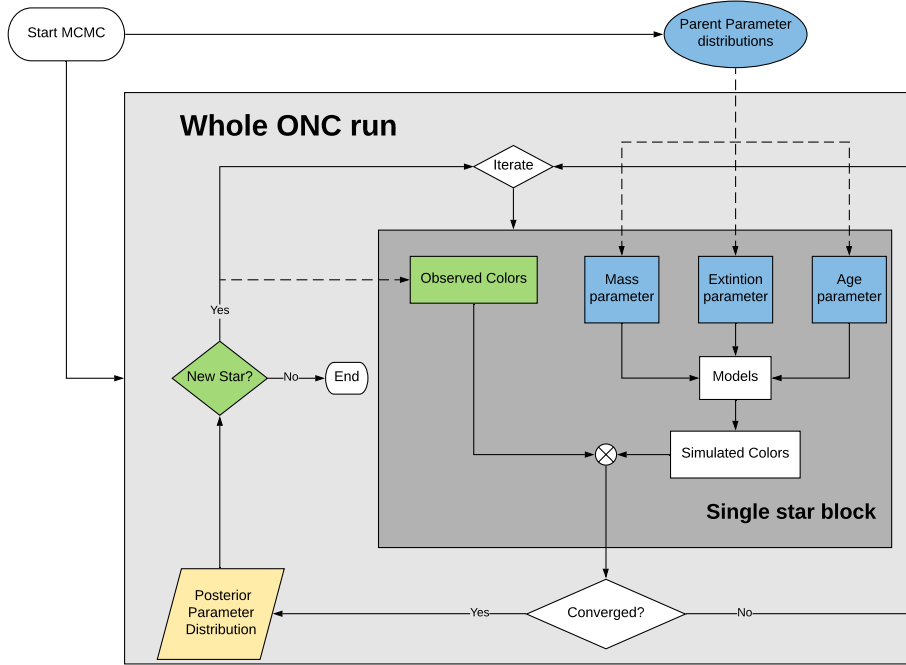 Start MCMC
Parent Parameter
distributions
Whole ONC run
Iterate
Observed Colors
Mass
parameter
Extintion
parameter
Age
parameter
Yes
New Star?
No
End
Models
Simulated Colors
Single star block
Posterior
Parameter
Distribution
Yes
Converged?
No